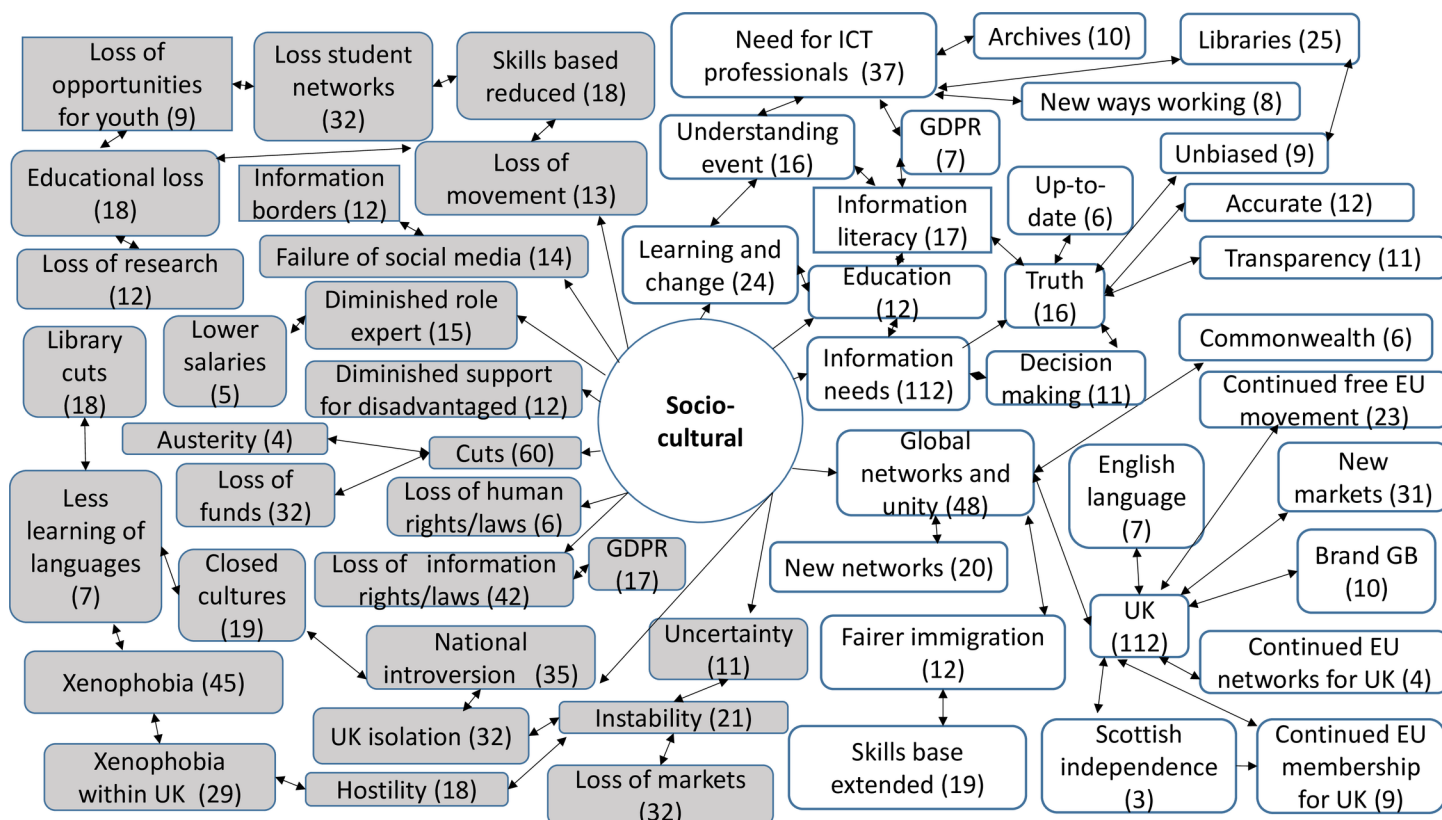 Loss of
opportunities
for youth (9)
Loss student
networks
(32)
Skills based
reduced (18)
Need for ICT
professionals (37)
Archives (10)
Libraries (25)
New ways working (8)
Understanding
event (16)
GDPR
(7)
Unbiased (9)
Educational loss
(18)
Information
borders (12)
Loss of
movement (13)
Information
literacy (17)
Up-to-
date (6)
Accurate (12)
Loss of research
(12)
Failure of social media (14)
Learning and
change (24)
Education
(12)
Truth
(16)
Transparency (11)
Diminished role
expert (15)
Lower
salaries
(5)
Library
cuts
(18)
Diminished support
for disadvantaged (12)
Socio-
cultural
Information
needs (112)
Decision
making (11)
Commonwealth (6)
Continued free EU
movement (23)
Austerity (4)
Cuts (60)
Loss of
funds (32)
Loss of human
rights/laws (6)
Global
networks and
unity (48)
English
language
(7)
New
markets (31)
Less
learning of
languages
(7)
Closed
cultures
(19)
Loss of information
rights/laws (42)
GDPR
(17)
New networks (20)
Brand GB
(10)
UK
(112)
National
introversion (35)
Uncertainty
(11)
Fairer immigration
(12)
Continued EU
networks for UK (4)
Xenophobia (45)
UK isolation (32)
Instability (21)
Xenophobia
within UK (29)
Hostility (18)
Loss of markets
(32)
Skills base
extended (19)
Scottish
independence
(3)
Continued EU
membership
for UK (9)